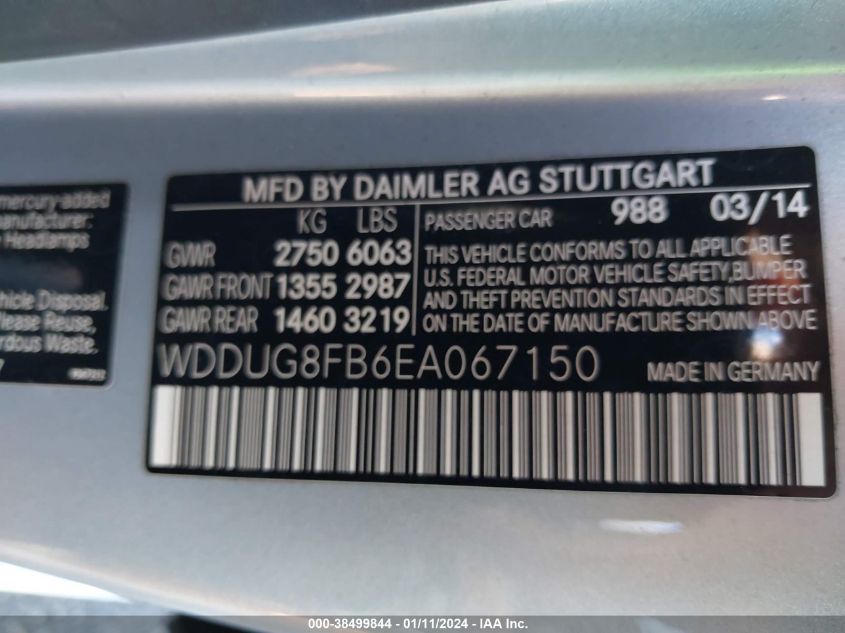 mercury-added
manufacturer:
Headlamps
hicle Disposal.
Please Reuse,
rdous Waste.
MFD BY DAIMLER AG STUTTGART
KG LBS
GVWR 2750 6063
GAWR FRONT 1355 2987
GAWR REAR 1460 3219
PASSENGER CAR 988 03/14
THIS VEHICLE CONFORMS TO ALL APPLICABLE
U.S. FEDERAL MOTOR VEHICLE SAFETY,BUMPER
AND THEFT PREVENTION STANDARDS IN EFFECT
ON THE DATE OF MANUFACTURE SHOWN ABOVE
WDDUG8FB6EA067150 MADE IN GERMANY
000-38499844 - 01/11/2024 - IAA Inc.